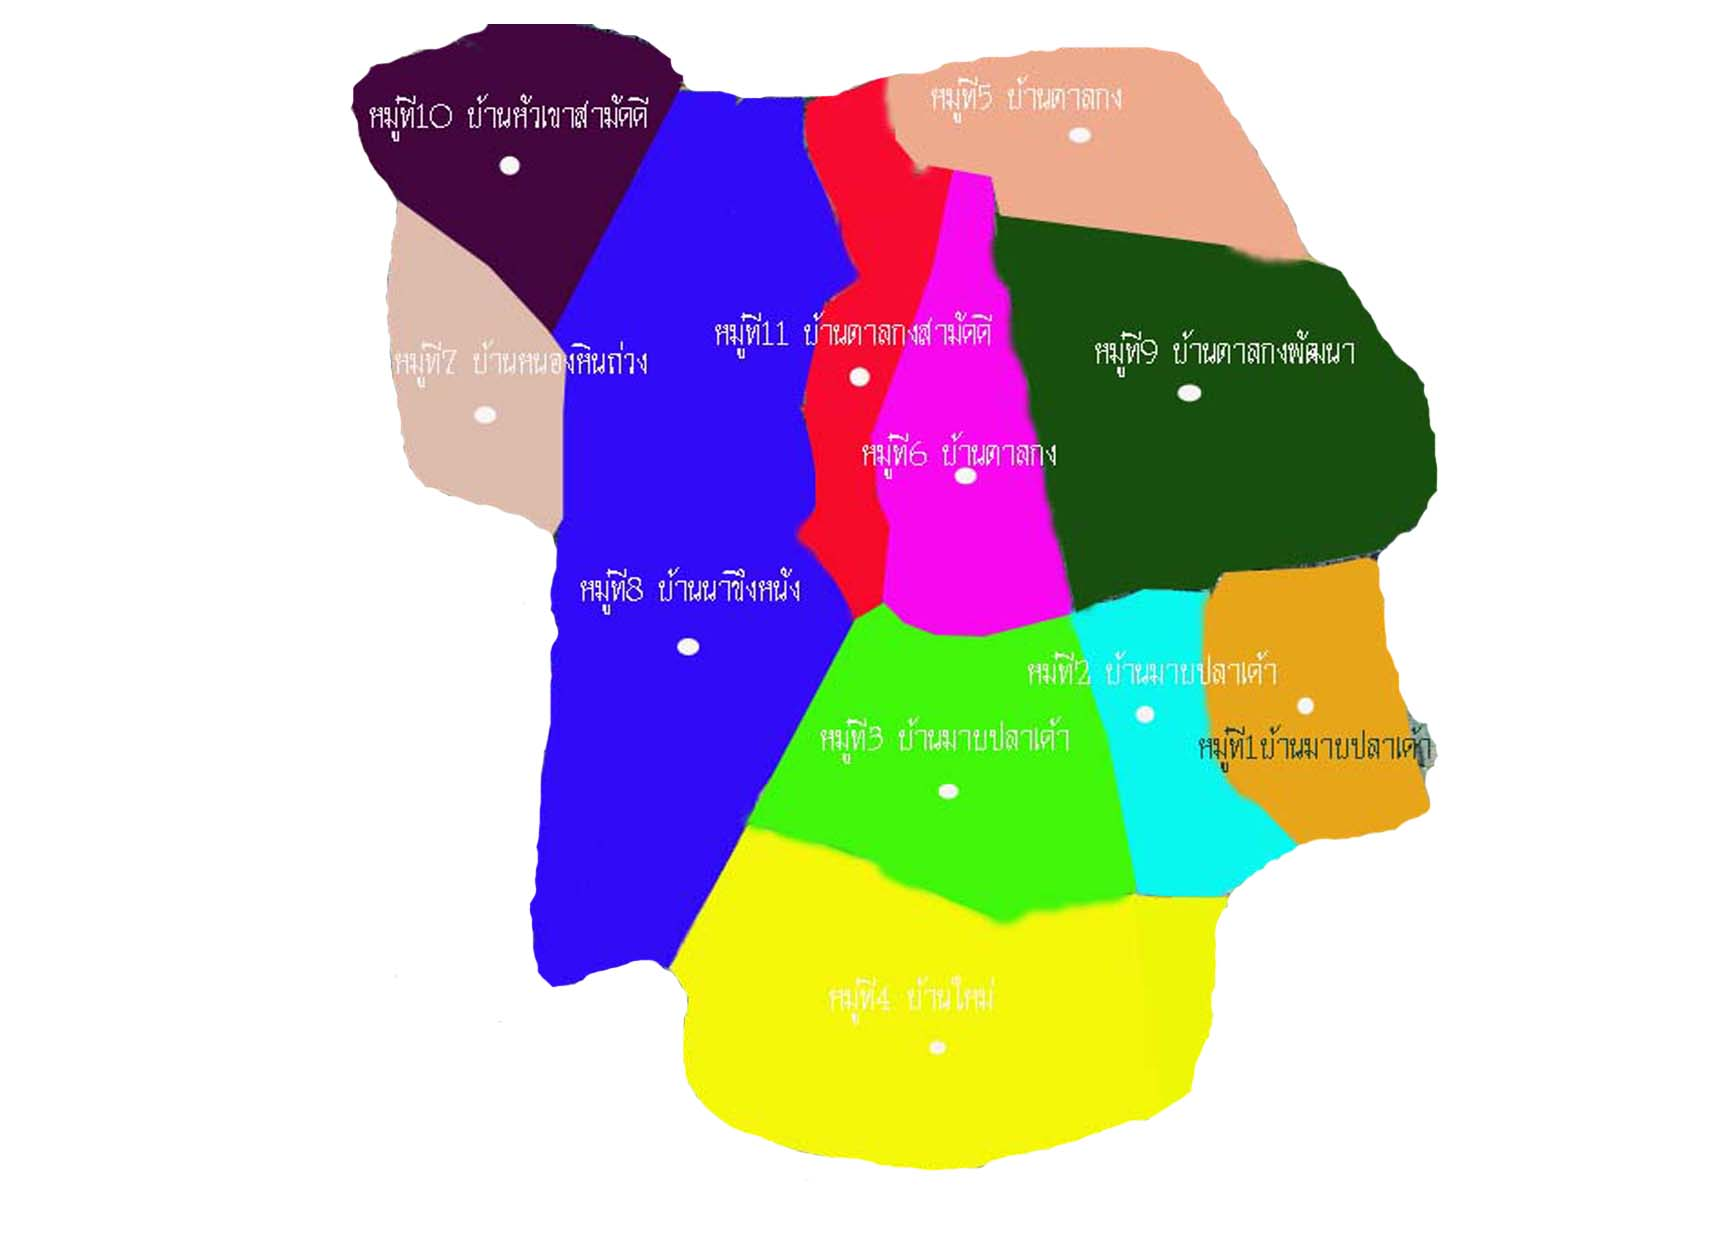 หมู่ที่5 บ้านตาลกง
หมู่ที่10 บ้านหัวเขาสามัคคี
หมู่ที่11 บ้านตาลกงสามัคคี
หมู่ที่9 บ้านตาลกงพัฒนา
หมู่ที่7 บ้านหนองหินถ่วง
หมู่ที่6 บ้านตาลกง
หมู่ที่8 บ้านนาขึงหนัง
หมู่ที่2 บ้านมาบปลาเค้า
หมู่ที่3 บ้านมาบปลาเค้า
หมู่ที่1บ้านมาบปลาเค้า
หมู่ที่4 บ้านใหม่